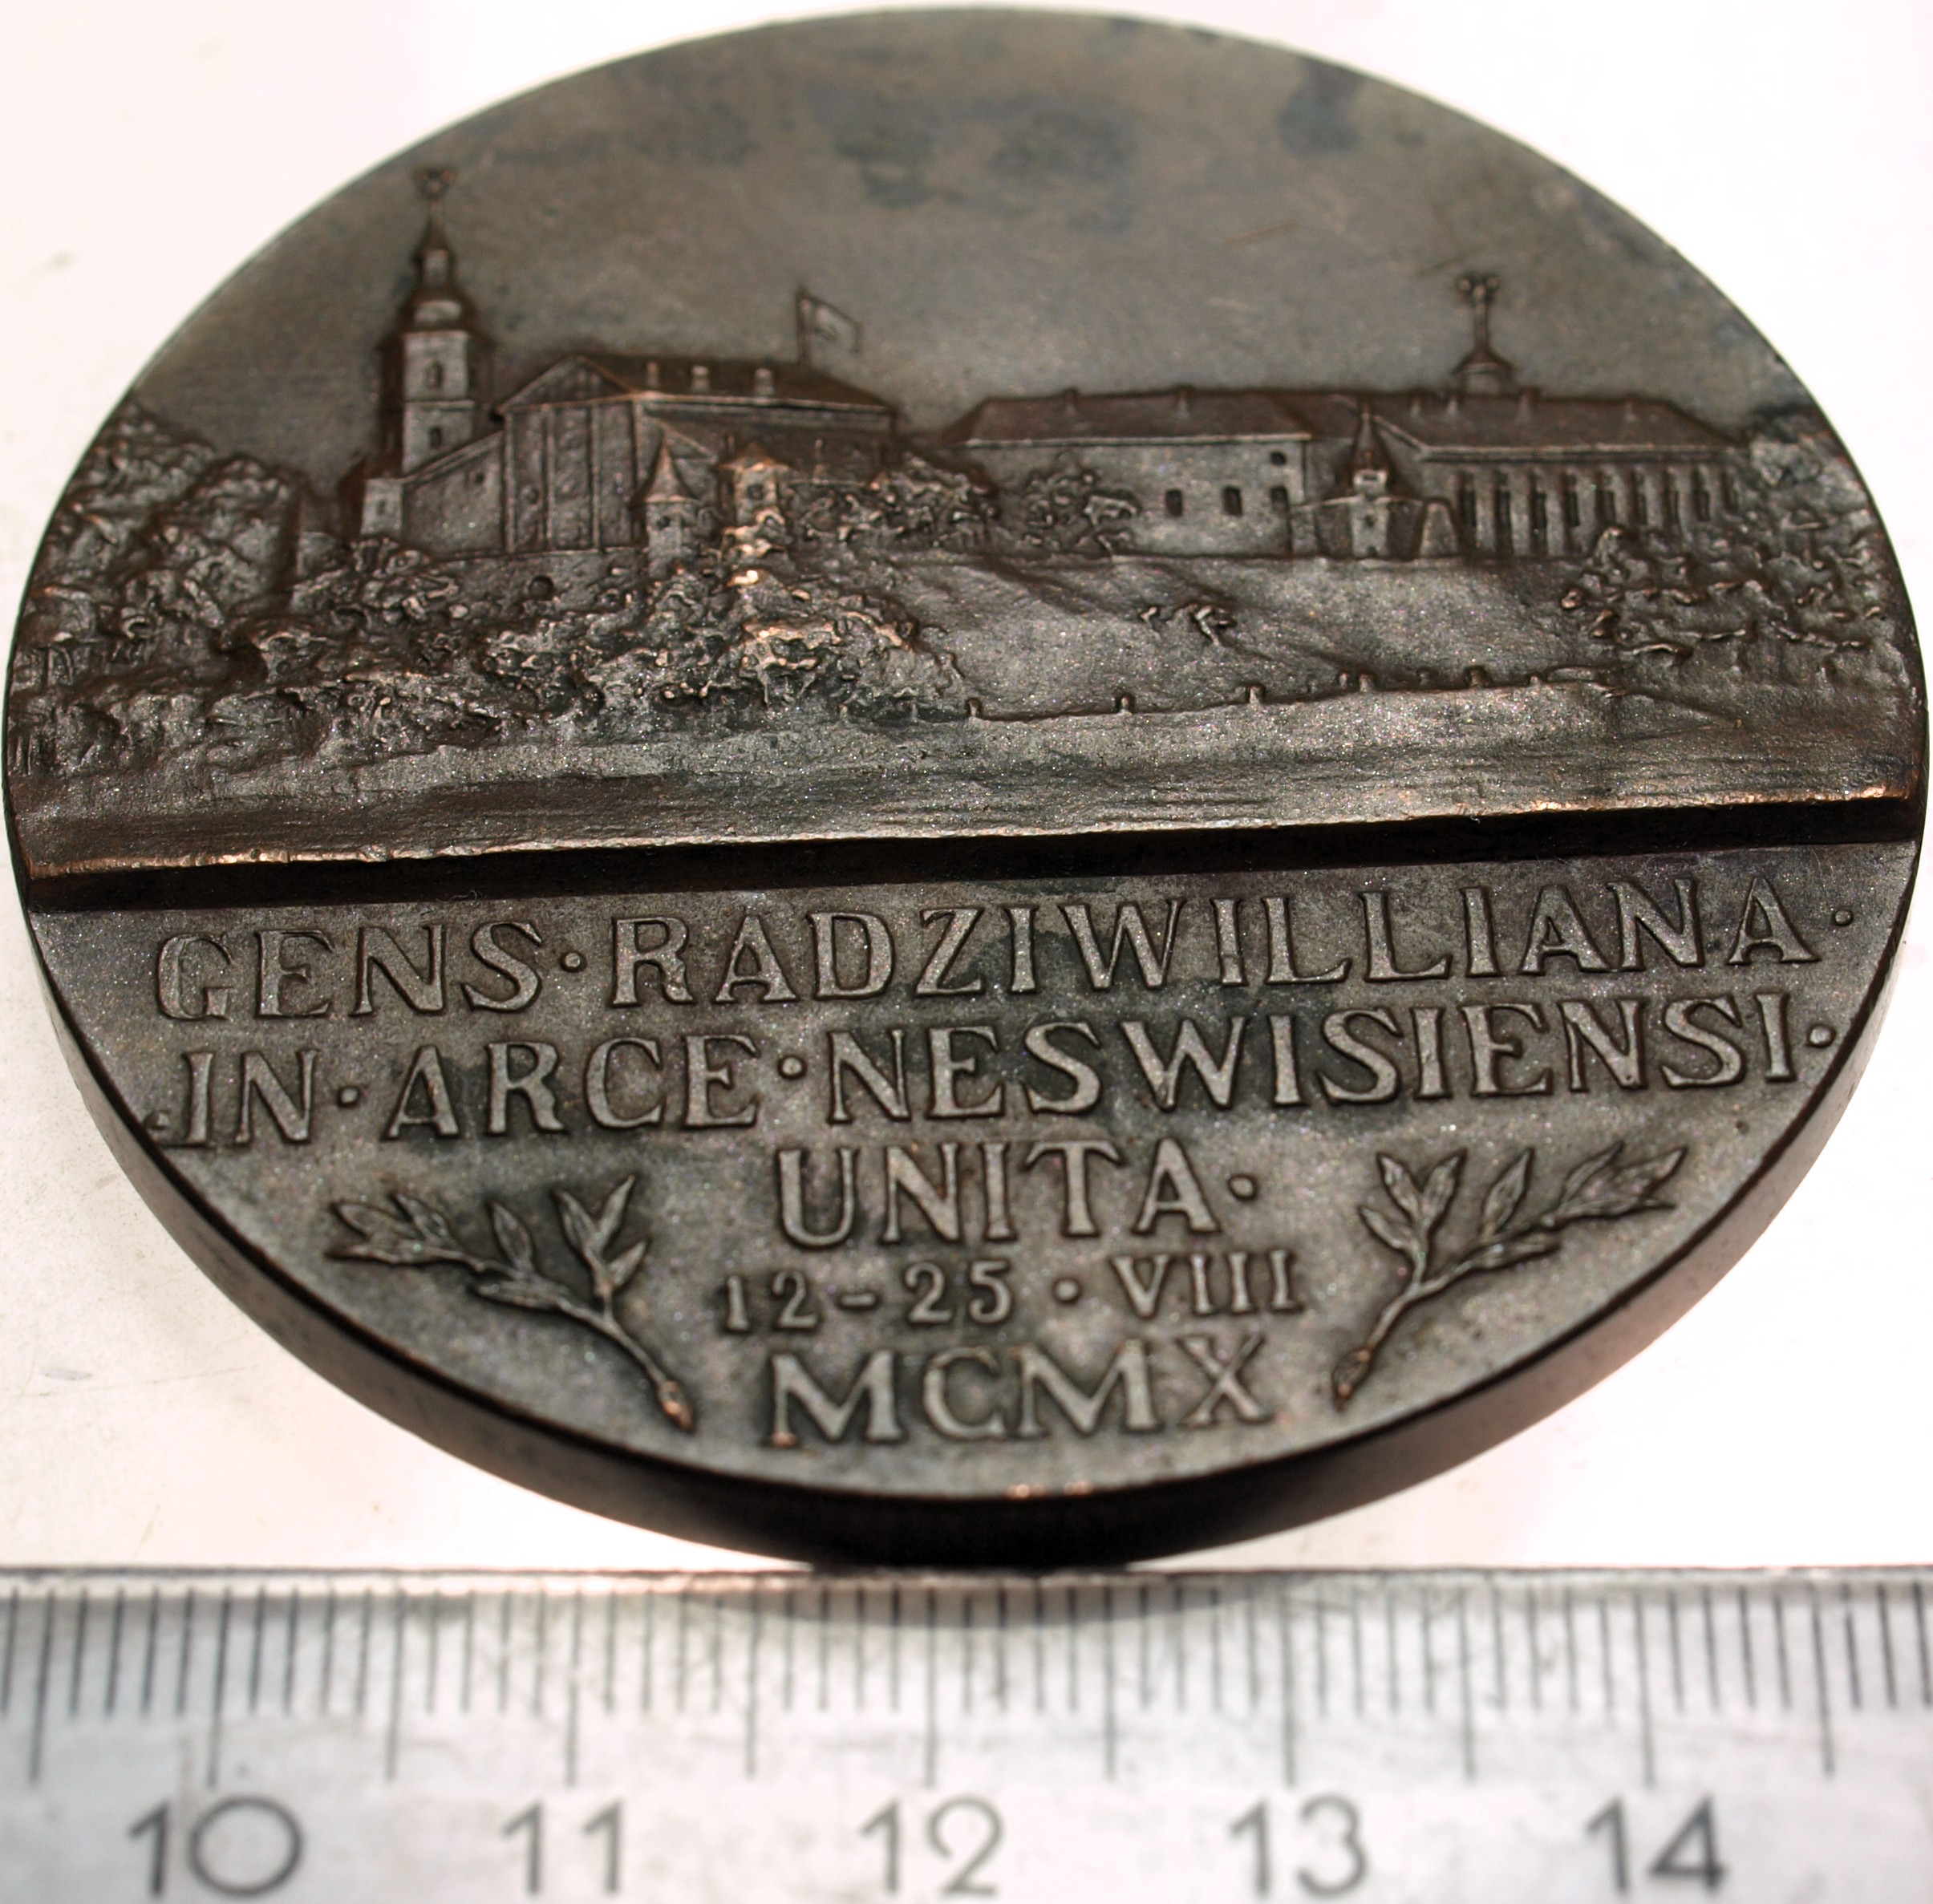 GENS·RADZIWILLIANA·
IN·ARCE·NESWISIENSI·
UNITA·
12-25·VIII
MCMX
10 11 12 13 14